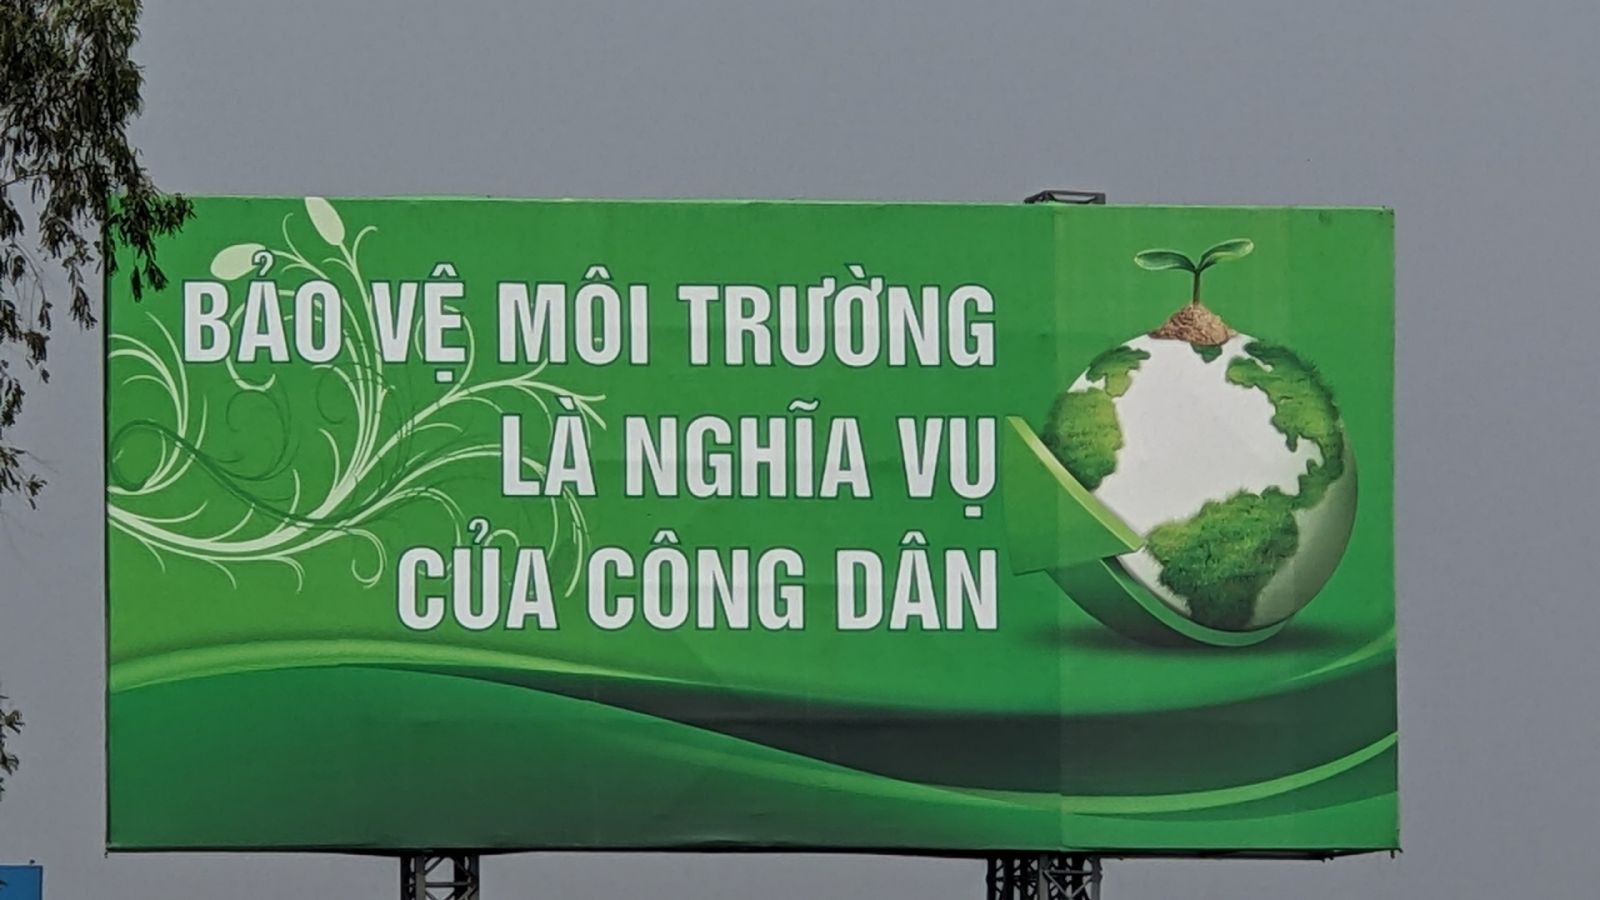 BẢO VỆ MÔI TRƯỜNG
LÀ NGHĨA VỤ
CỦA CÔNG DÂN